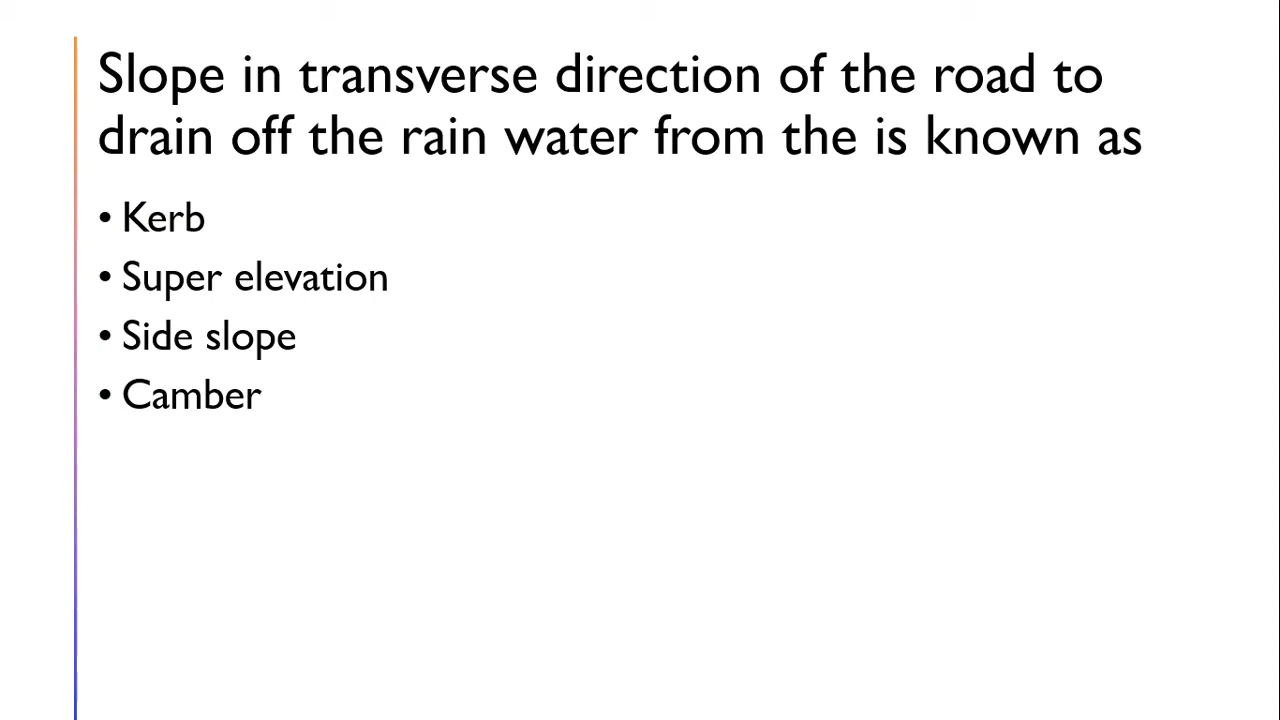 Slope in transverse direction of the road to
drain off the rain water from the is known as
• Kerb
• Super elevation
• Side slope
• Camber